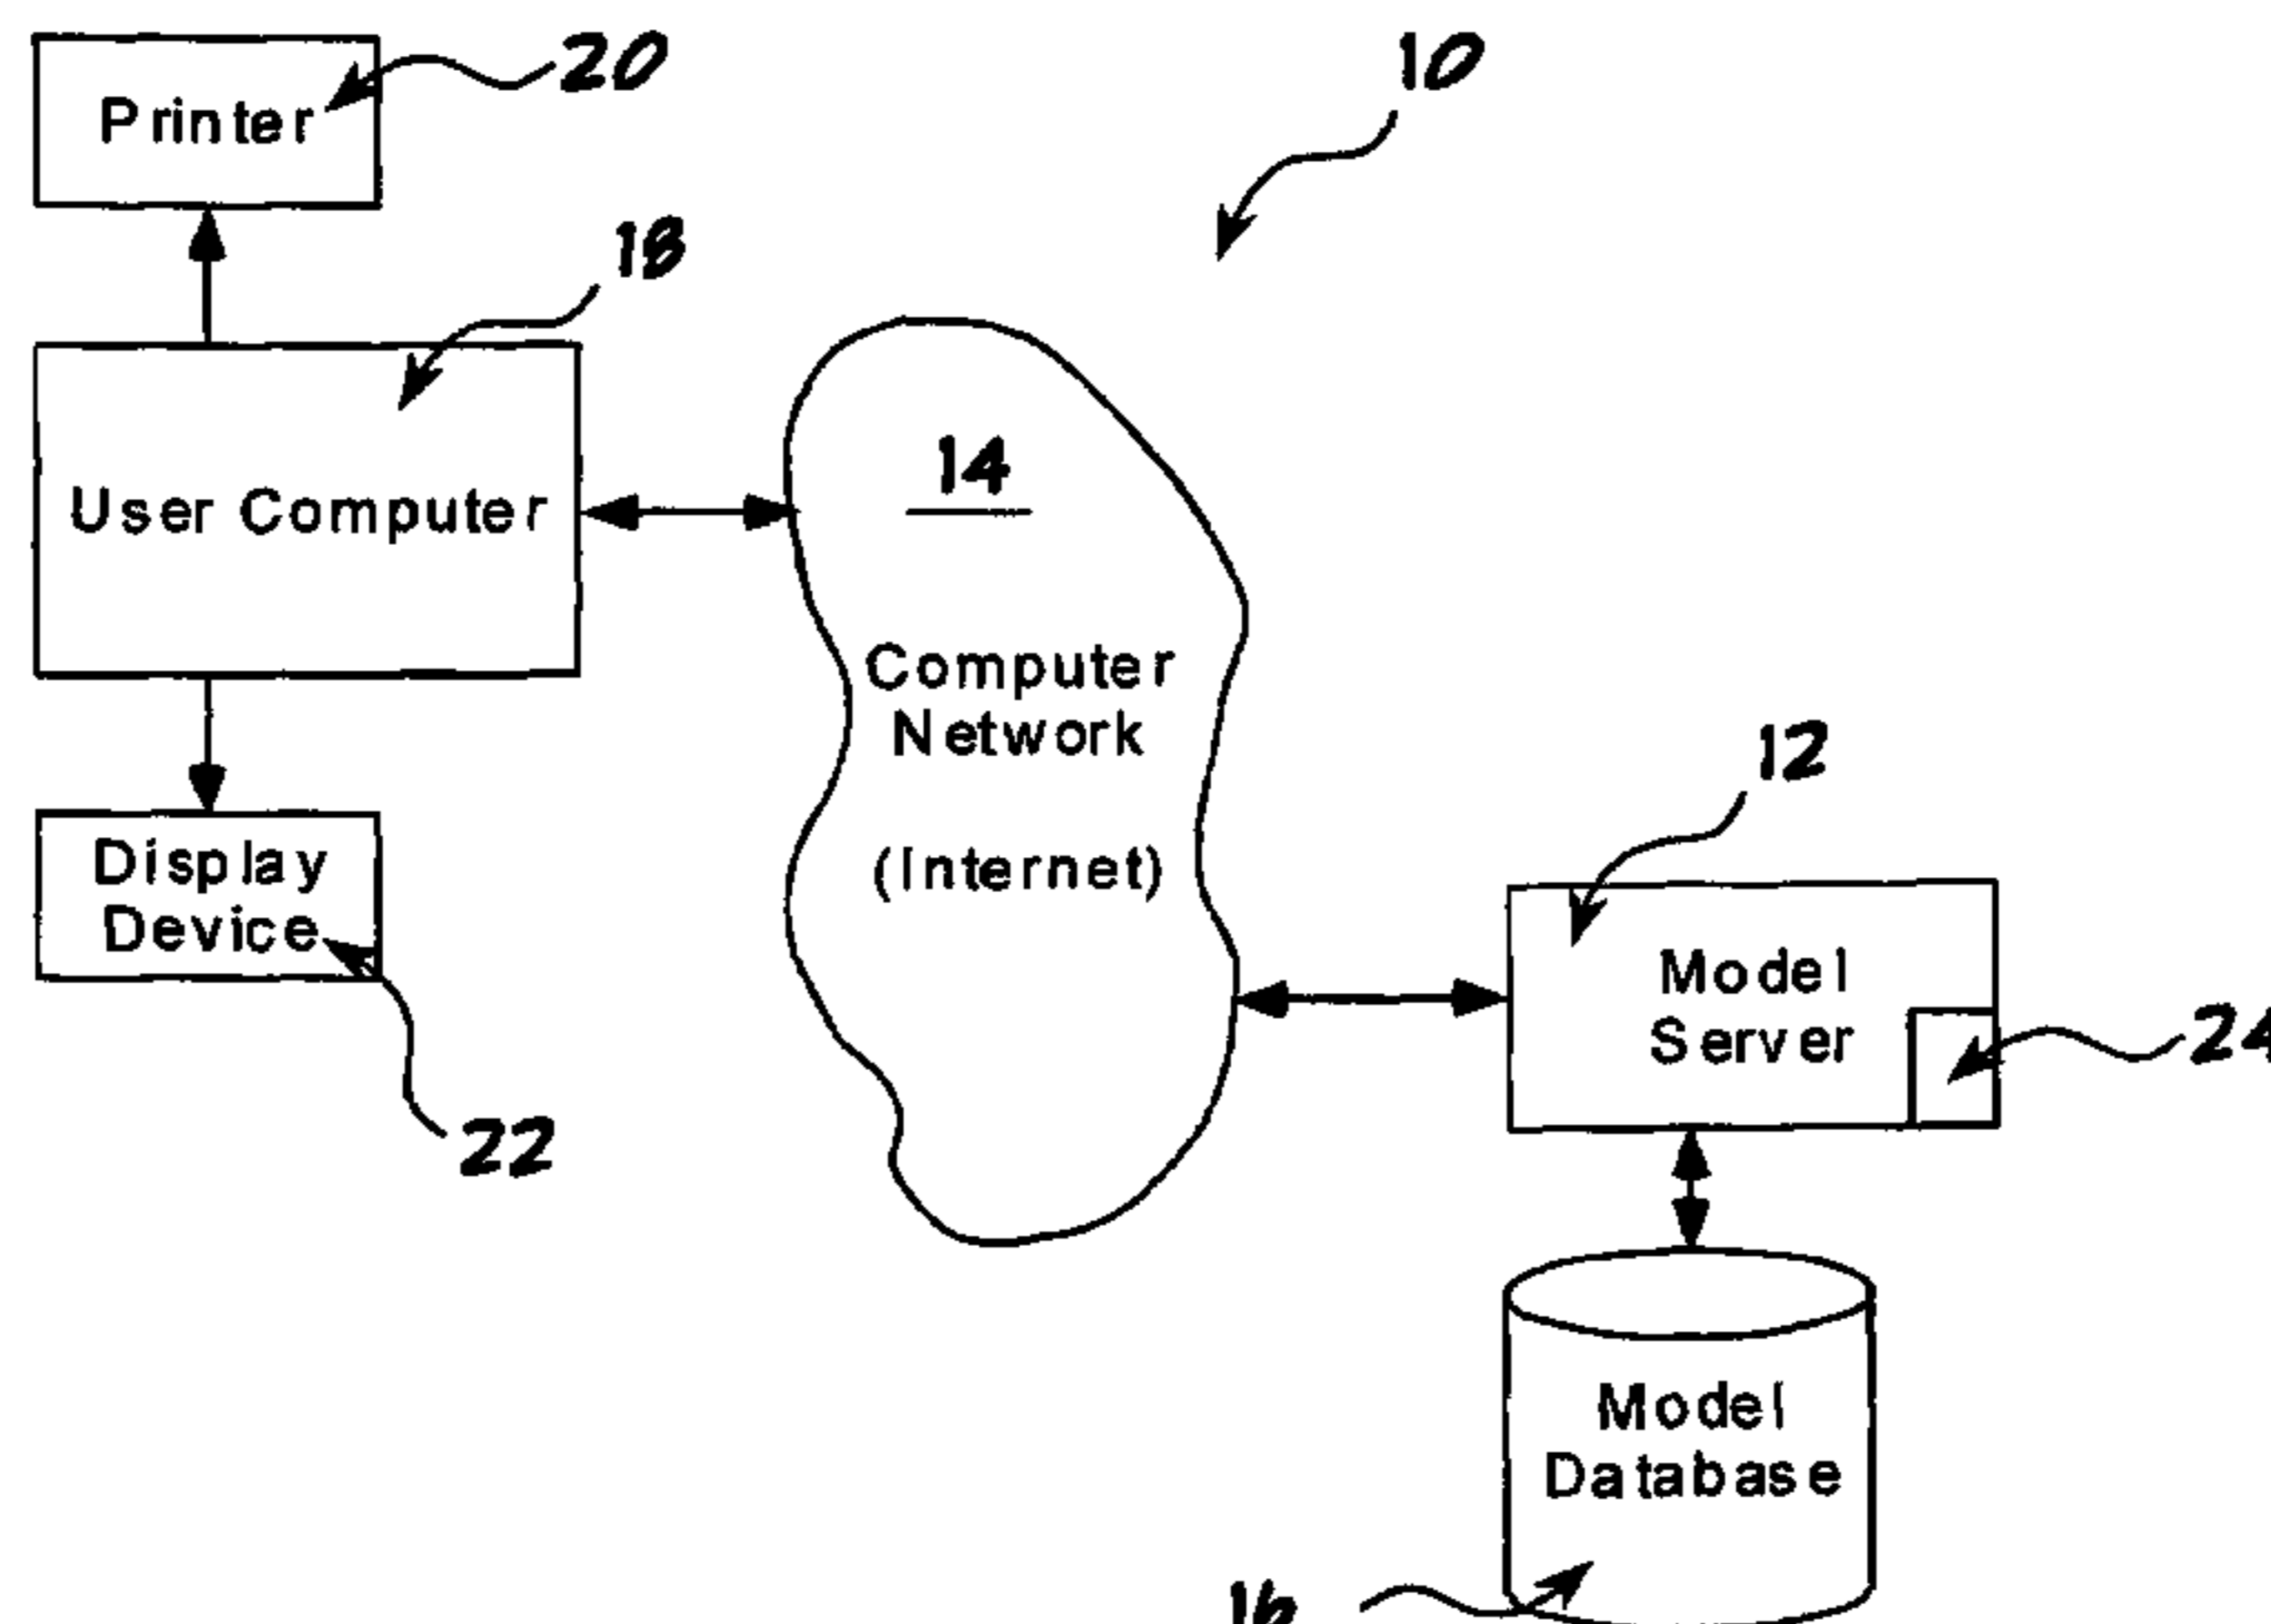 Printer
20
10
18
User Computer
14
Computer
Network
(Internet)
Display
Device
22
12
Model
Server
24
Model
Database
16